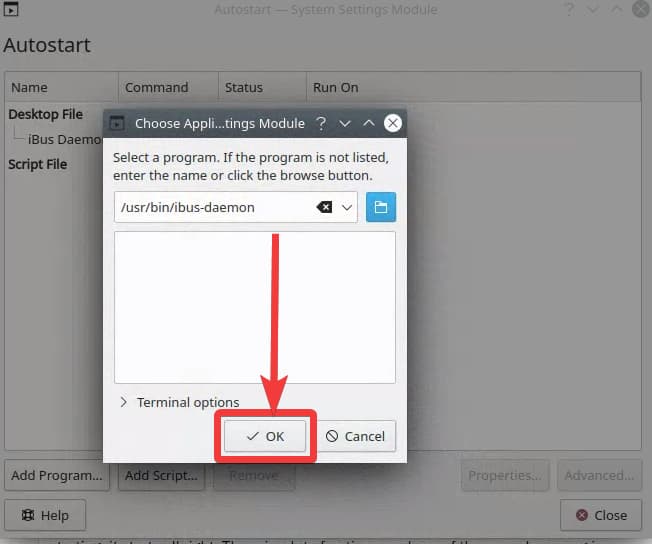 Autostart — System Settings Module
Autostart
Name Command Status Run On
Desktop File
iBus Daemo
Script File
Choose Appli...tings Module
Select a program. If the program is not listed,
enter the name or click the browse button.
/usr/bin/ibus-daemon
Terminal options
OK Cancel
Add Program... Add Script... Remove Properties... Advanced...
Help Close